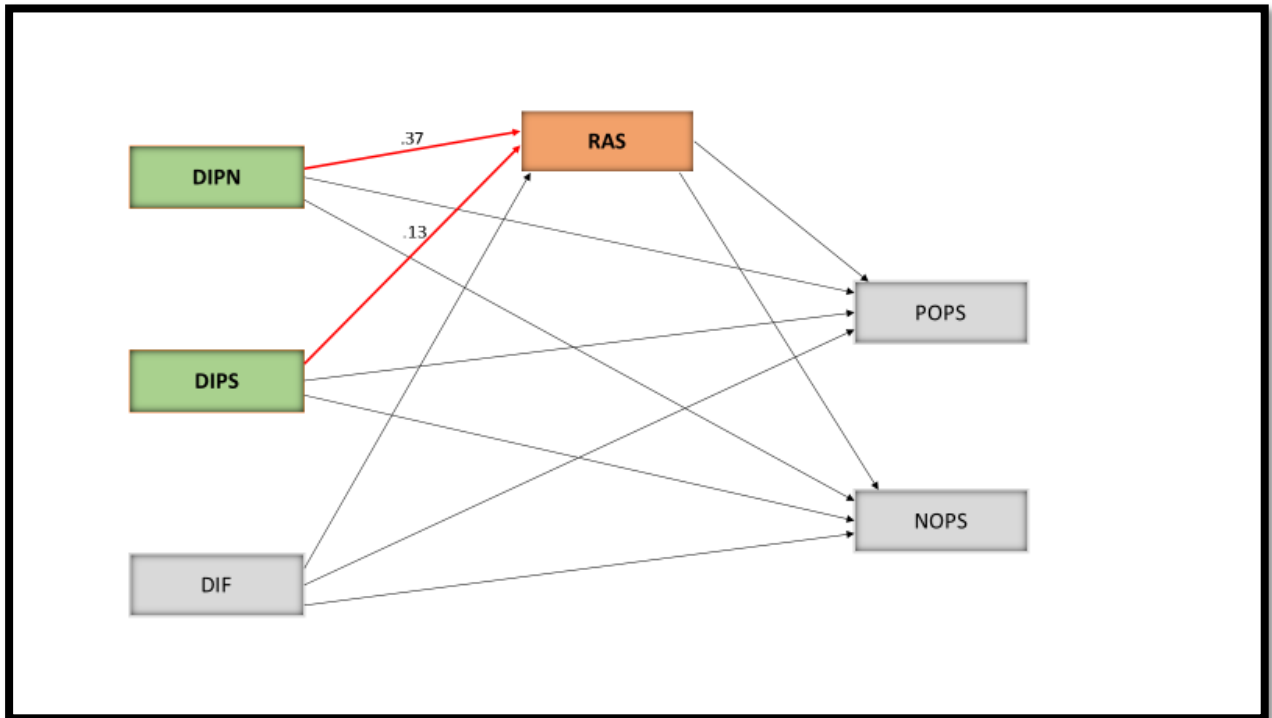 RAS
.37
DIPN
.13
POPS
DIPS
NOPS
DIF